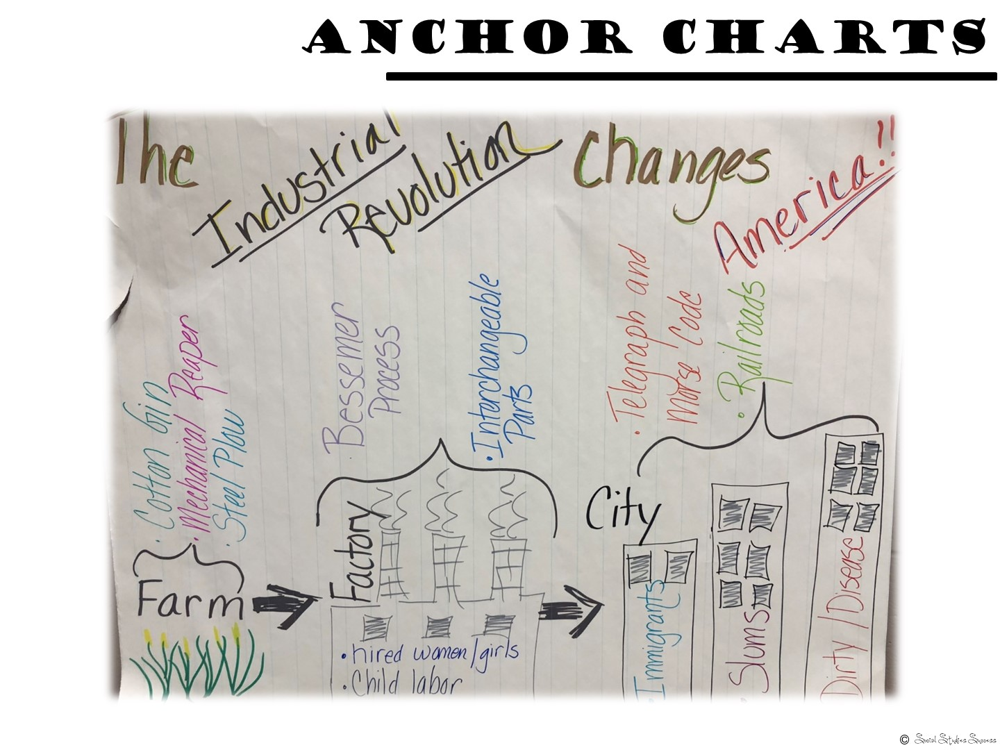 ANCHOR CHARTS
The Industrial Revolution Changes America!!
• Cotton Gin
• Mechanical Reaper
• Steel Plow
Farm
• Bessemer
Process
• Interchangeable
Parts
Factory
• hired women/girls
• Child labor
• Telegraph and
Morse Code
• Railroads
City
• Immigrants
• Slums
Dirty/Disease
© Social Studies Success